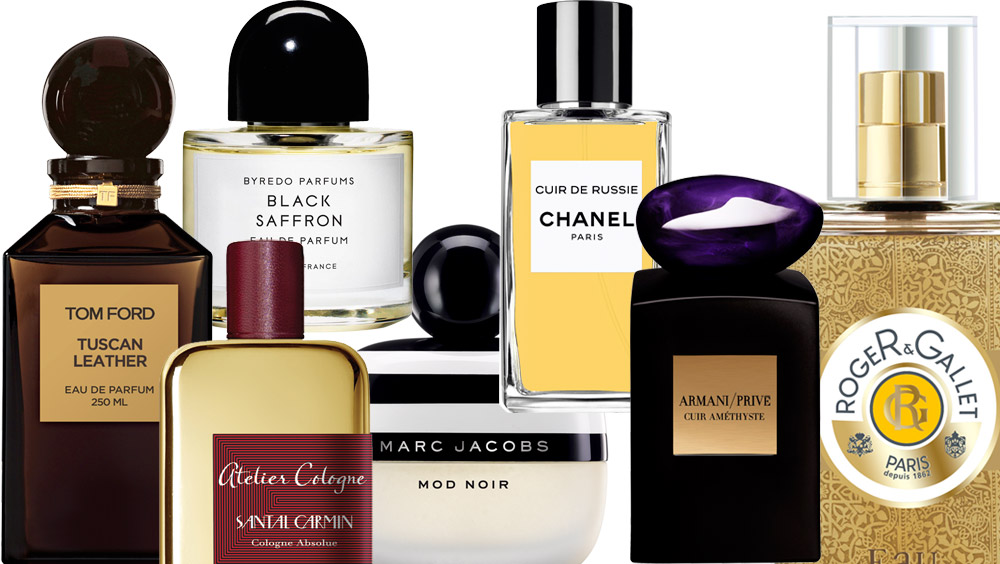 TF
TOM FORD
TUSCAN
LEATHER
EAU DE PARFUM
250 ML
BYREDO PARFUMS
BLACK
SAFFRON
EAU DE PARFUM
FRANCE
Atelier Cologne
SANTAL CARMIN
Cologne Absolue
MARC JACOBS
MOD NOIR
CUIR DE RUSSIE
CHANEL
PARIS
ARMANI/PRIVE
CUIR AMÉTHYSTE
ROGER & GALLET
RG
PARIS
depuis 1862
Eau